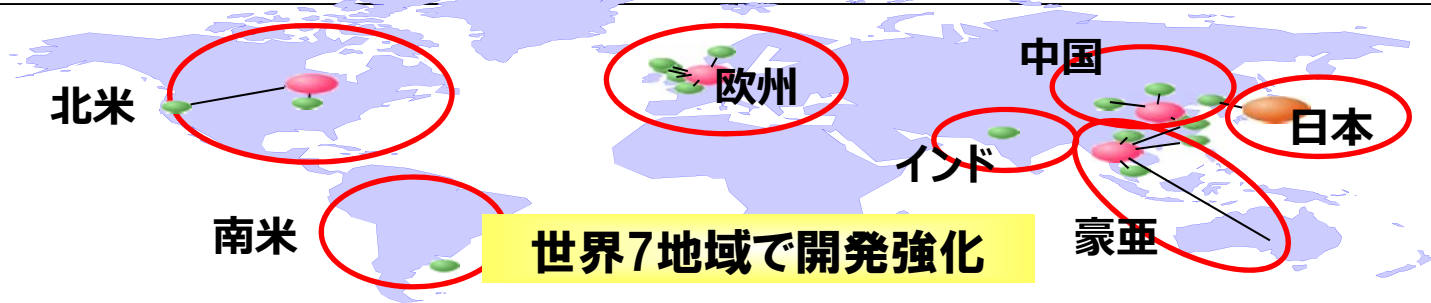 中国
北米
欧州
日本
インド
南米
豪亜
世界7地域で開発強化